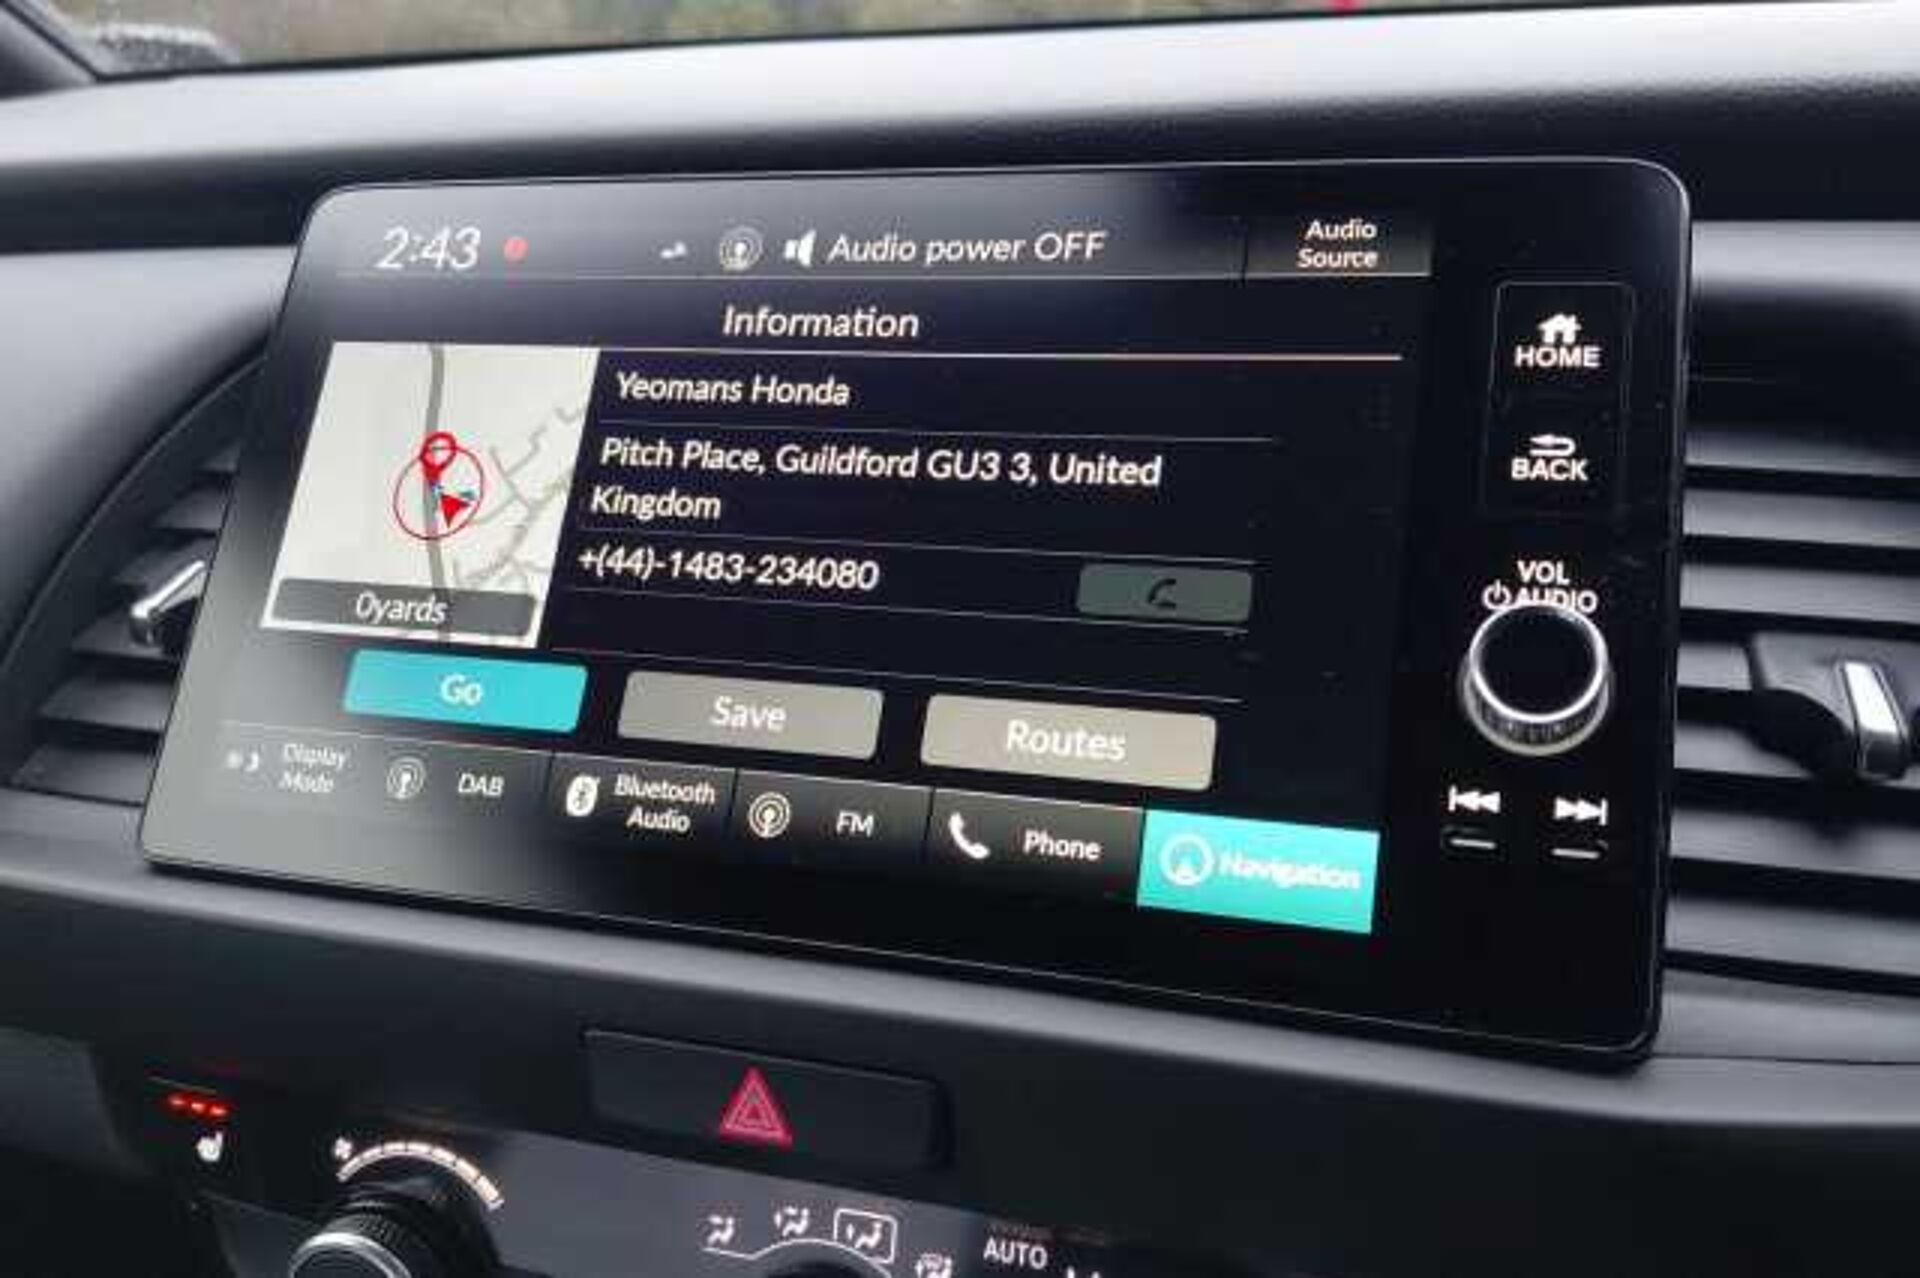 2:43
Audio power OFF
Audio
Source
Information
Yeomans Honda
Pitch Place, Guildford GU3 3, United
Kingdom
+(44)-1483-234080
0yards
Go
Save
Routes
Display
Mode
DAB
Bluetooth
Audio
FM
Phone
Navigation
HOME
BACK
VOL
AUDIO
AUTO